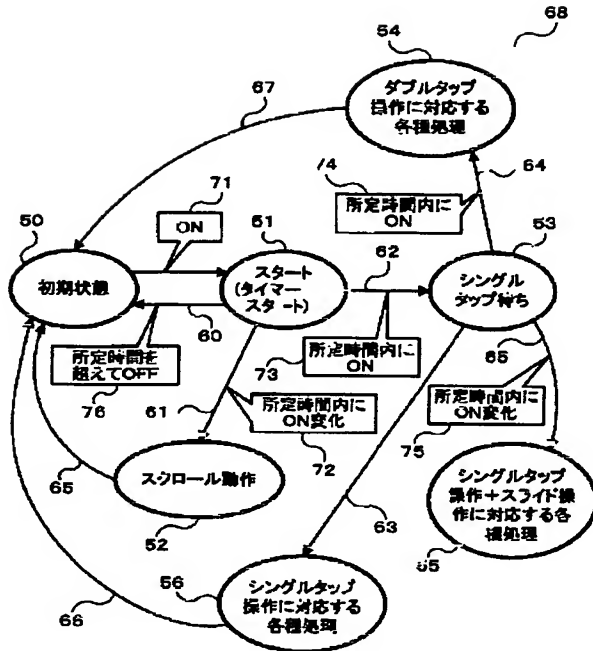 54
68
ダブルタップ
操作に対応する
各種処理
67
74
64
所定時間内に
ON
71
ON
50
初期状態
61
スタート
(タイマー
スタート)
62
53
シングル
タップ待ち
60
所定時間を
超えてOFF
76
73
所定時間内に
ON
65
61
所定時間内に
ON変化
72
所定時間内に
ON変化
75
65
スクロール動作
52
63
シングルタップ
操作+スライド操
作に対応する各
種処理
55
56
シングルタップ
操作に対応する
各種処理
66